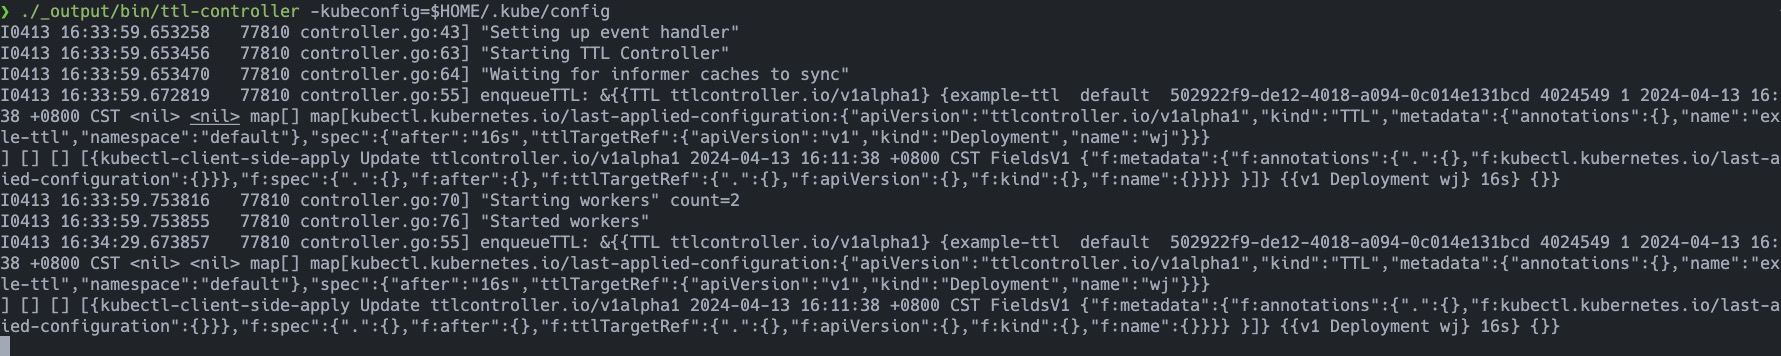 ❯ ./_output/bin/ttl-controller -kubeconfig=$HOME/.kube/config
I0413 16:33:59.653258   77810 controller.go:43] "Setting up event handler"
I0413 16:33:59.653456   77810 controller.go:63] "Starting TTL Controller"
I0413 16:33:59.653470   77810 controller.go:64] "Waiting for informer caches to sync"
I0413 16:33:59.672819   77810 controller.go:55] enqueueTTL: &{{TTL ttlcontroller.io/v1alpha1} {example-ttl  default  502922f9-de12-4018-a094-0c014e131bcd 4024549 1 2024-04-13 16:
38 +0800 CST <nil> <nil> map[] map[kubectl.kubernetes.io/last-applied-configuration:{"apiVersion":"ttlcontroller.io/v1alpha1","kind":"TTL","metadata":{"annotations":{},"name":"ex
le-ttl","namespace":"default"},"spec":{"after":"16s","ttlTargetRef":{"apiVersion":"v1","kind":"Deployment","name":"wj"}}}
] [] [] [{kubectl-client-side-apply Update ttlcontroller.io/v1alpha1 2024-04-13 16:11:38 +0800 CST FieldsV1 {"f:metadata":{"f:annotations":{".":{},"f:kubectl.kubernetes.io/last-a
ied-configuration":{}}},"f:spec":{".":{},"f:after":{},"f:ttlTargetRef":{".":{},"f:apiVersion":{},"f:kind":{},"f:name":{}}}} }]} {{v1 Deployment wj} 16s} {}}
I0413 16:33:59.753816   77810 controller.go:70] "Starting workers" count=2
I0413 16:33:59.753855   77810 controller.go:76] "Started workers"
I0413 16:34:29.673857   77810 controller.go:55] enqueueTTL: &{{TTL ttlcontroller.io/v1alpha1} {example-ttl  default  502922f9-de12-4018-a094-0c014e131bcd 4024549 1 2024-04-13 16:
38 +0800 CST <nil> <nil> map[] map[kubectl.kubernetes.io/last-applied-configuration:{"apiVersion":"ttlcontroller.io/v1alpha1","kind":"TTL","metadata":{"annotations":{},"name":"ex
le-ttl","namespace":"default"},"spec":{"after":"16s","ttlTargetRef":{"apiVersion":"v1","kind":"Deployment","name":"wj"}}}
] [] [] [{kubectl-client-side-apply Update ttlcontroller.io/v1alpha1 2024-04-13 16:11:38 +0800 CST FieldsV1 {"f:metadata":{"f:annotations":{".":{},"f:kubectl.kubernetes.io/last-a
ied-configuration":{}}},"f:spec":{".":{},"f:after":{},"f:ttlTargetRef":{".":{},"f:apiVersion":{},"f:kind":{},"f:name":{}}}} }]} {{v1 Deployment wj} 16s} {}}